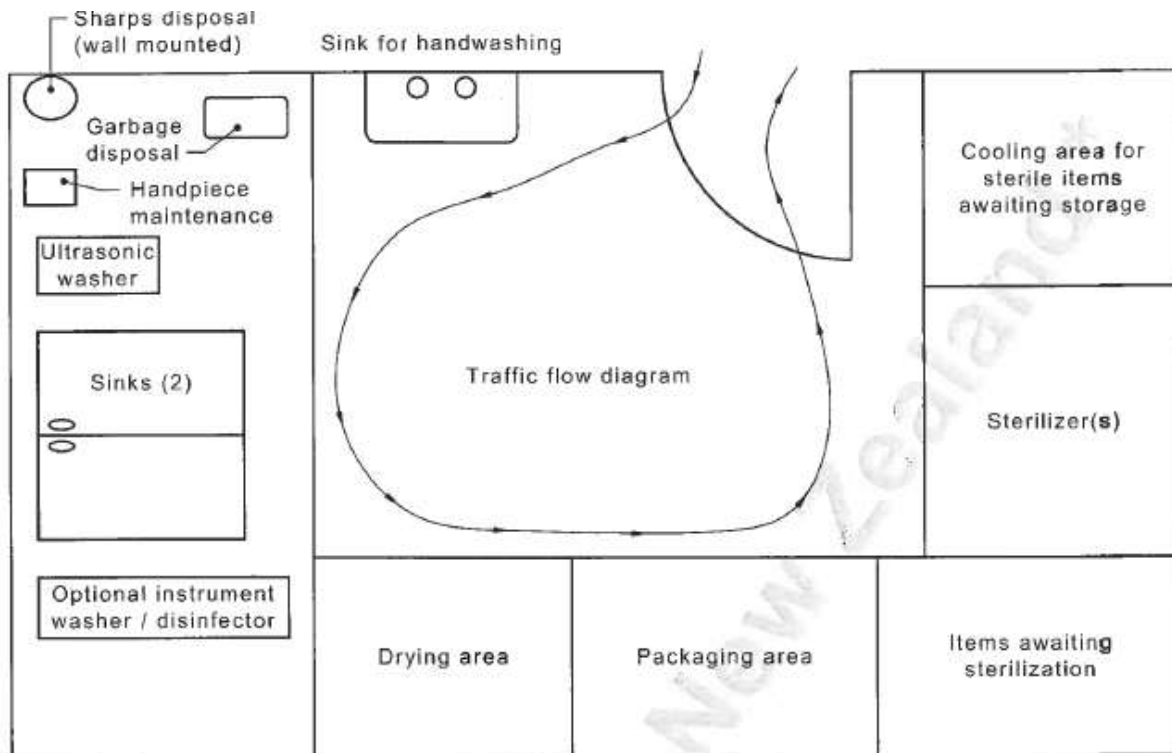 Sharps disposal
(wall mounted)
Sink for handwashing
Garbage
disposal
Handpiece
maintenance
Ultrasonic
washer
Sinks (2)
Optional instrument
washer / disinfector
Traffic flow diagram
Cooling area for
sterile items
awaiting storage
Sterilizer(s)
Drying area
Packaging area
Items awaiting
sterilization
New Zealand*